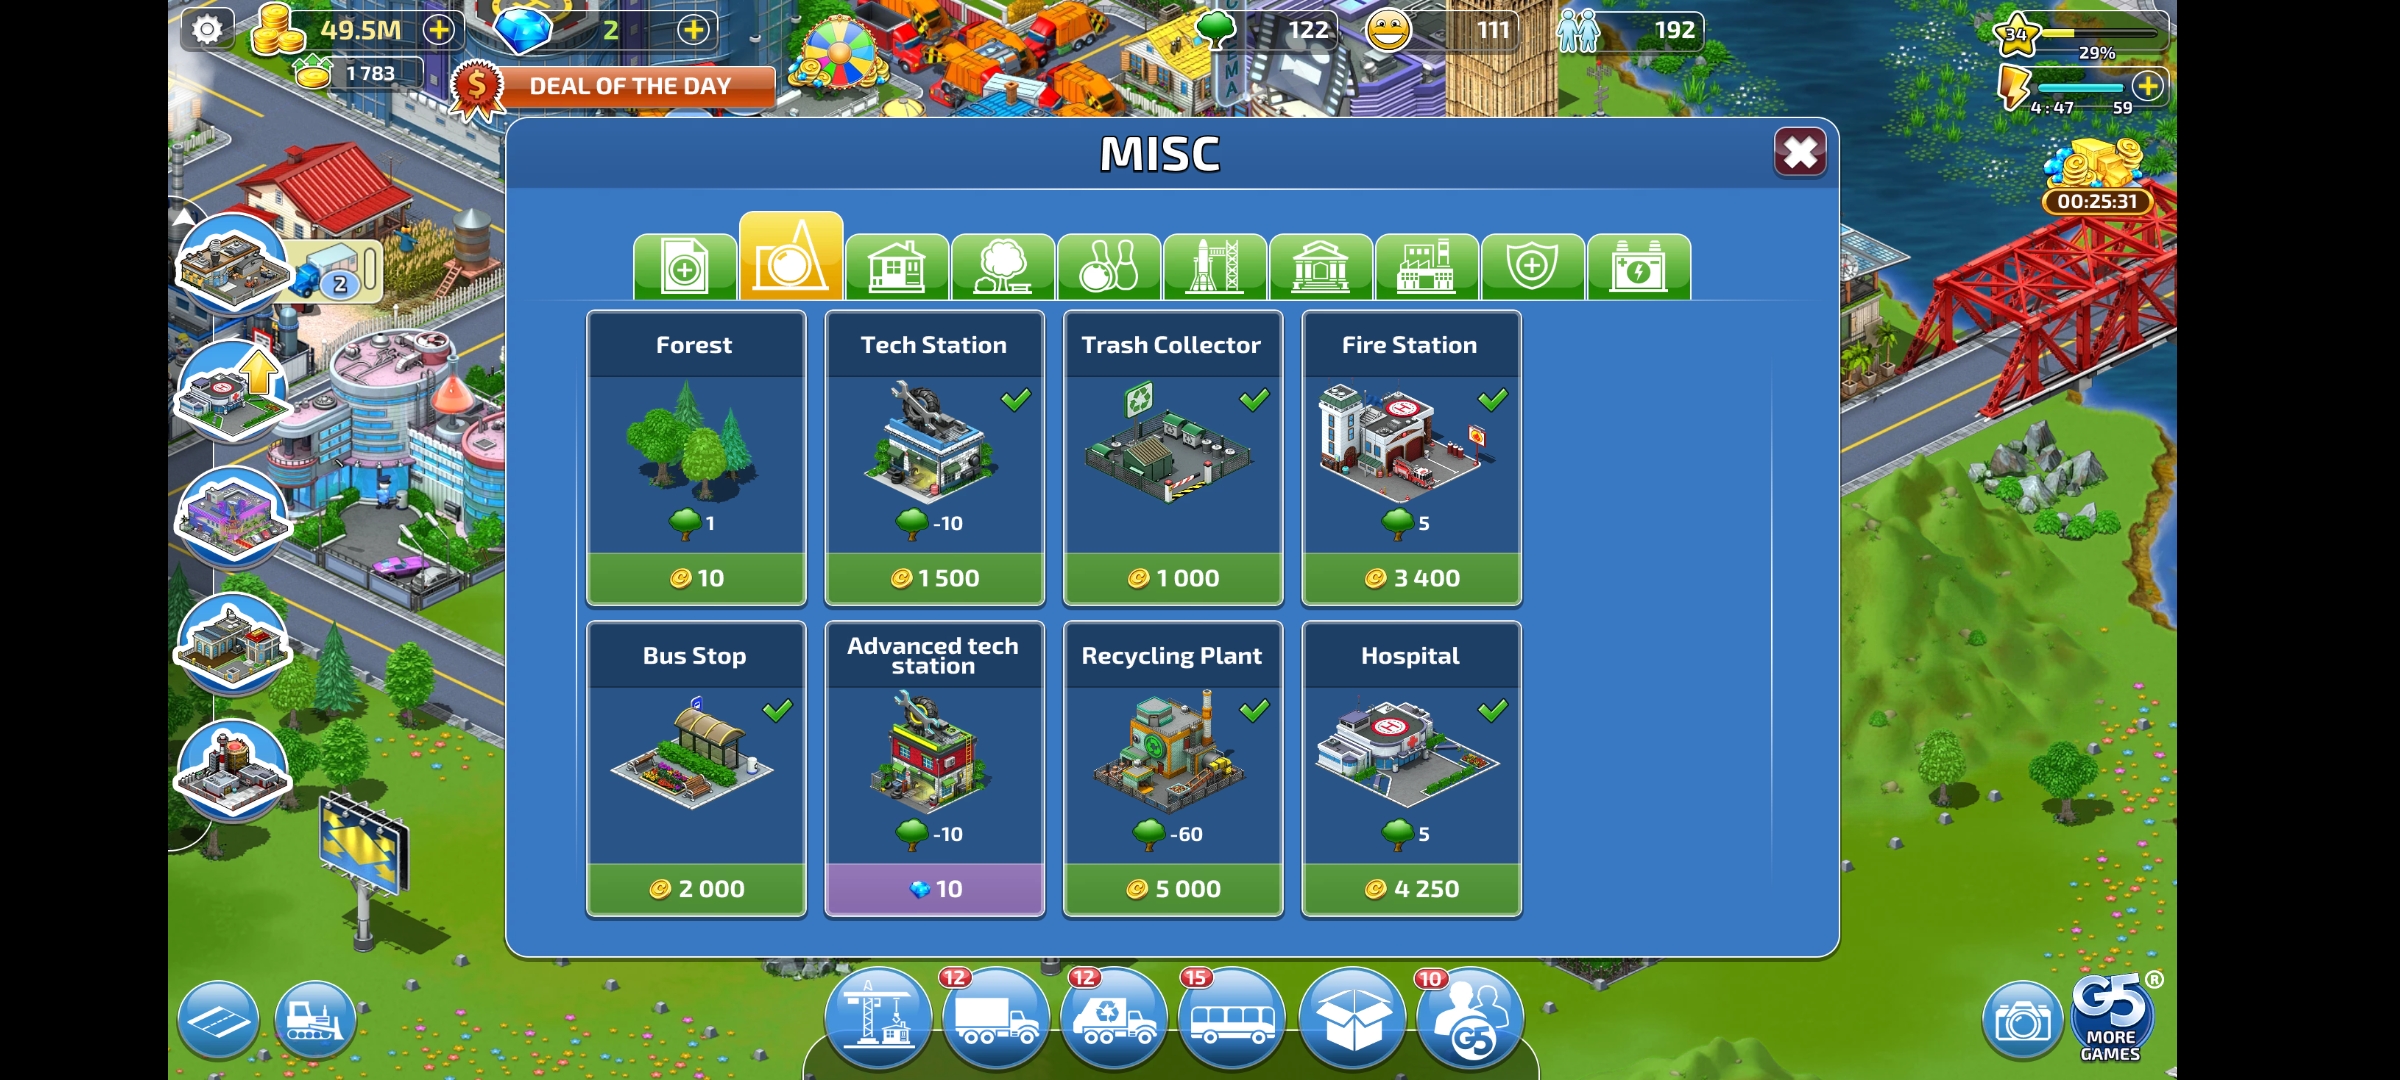 49.5M
2
122
111
192
34
29%
1 783
DEAL OF THE DAY
4:47
59
MISC
00:25:31
2
Forest
Tech Station
Trash Collector
Fire Station
1
-10
5
10
1 500
1 000
3 400
Bus Stop
Advanced tech
station
Recycling Plant
Hospital
-10
-60
5
2 000
10
5 000
4 250
12
12
15
10
G5
G5®
MORE
GAMES